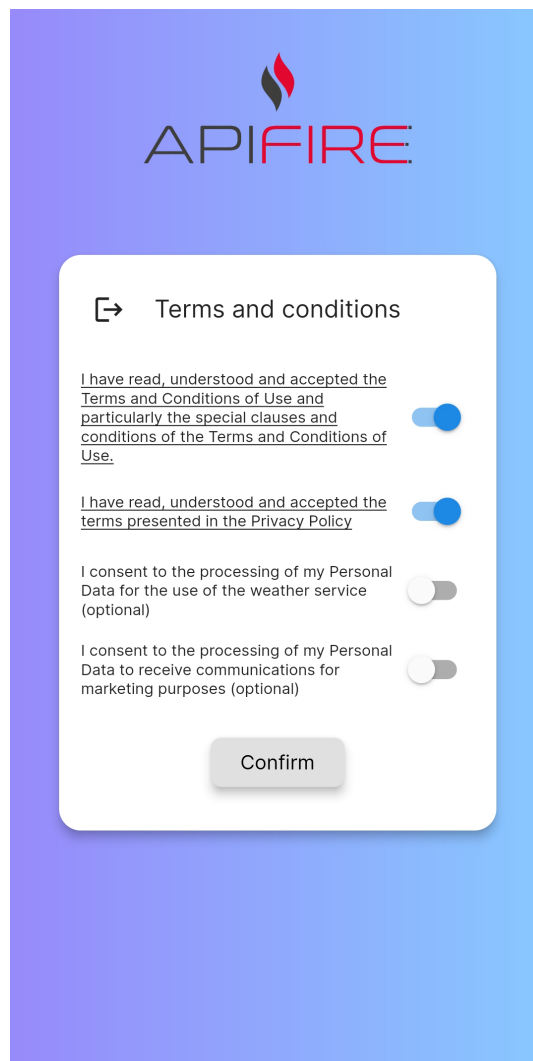 APIFIRE
Terms and conditions
I have read, understood and accepted the
Terms and Conditions of Use and
particularly the special clauses and
conditions of the Terms and Conditions of
Use.
I have read, understood and accepted the
terms presented in the Privacy Policy
I consent to the processing of my Personal
Data for the use of the weather service
(optional)
I consent to the processing of my Personal
Data to receive communications for
marketing purposes (optional)
Confirm